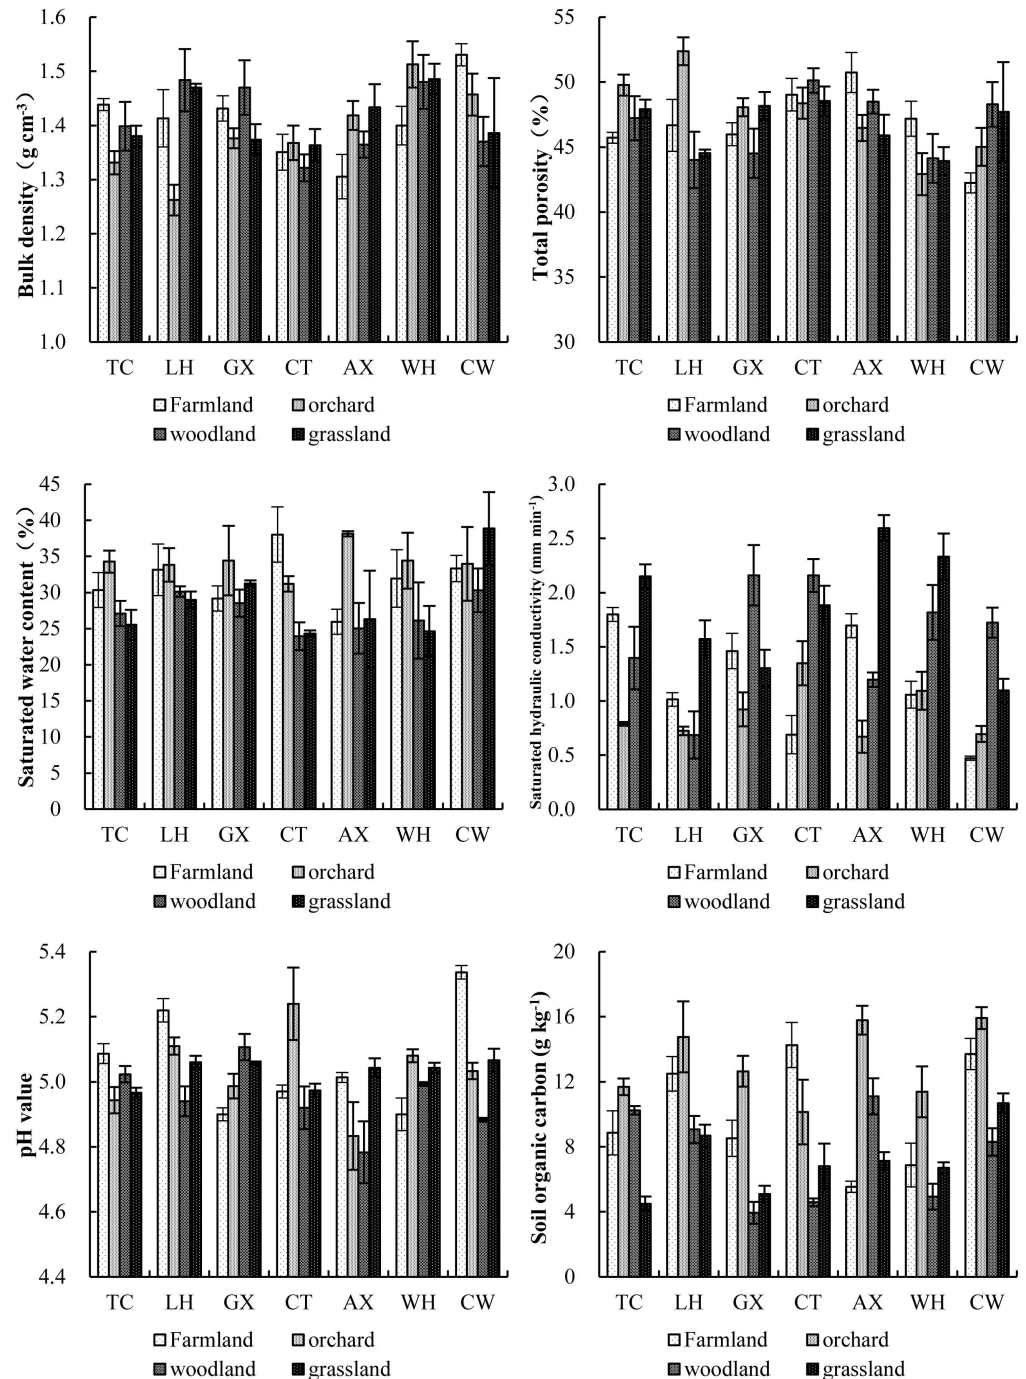 Bulk density（g cm-3）
1.6
1.5
1.4
1.3
1.2
1.1
1.0
TC LH GX CT AX WH CW
Farmland orchard
woodland grassland
Total porosity（%）
55
50
45
40
35
30
TC LH GX CT AX WH CW
Farmland orchard
woodland grassland
Saturated water content（%）
45
40
35
30
25
20
15
10
5
0
TC LH GX CT AX WH CW
Farmland orchard
woodland grassland
Saturated hydraulic conductivity (mm min-1)
3.0
2.5
2.0
1.5
1.0
0.5
0.0
TC LH GX CT AX WH CW
Farmland orchard
woodland grassland
pH value
5.4
5.2
5.0
4.8
4.6
4.4
TC LH GX CT AX WH CW
Farmland orchard
woodland grassland
Soil organic carbon (g kg-1)
20
16
12
8
4
0
TC LH GX CT AX WH CW
Farmland orchard
woodland grassland